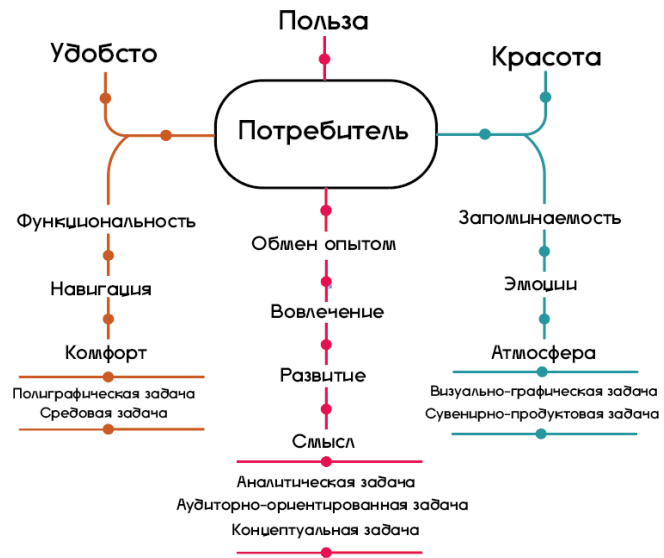 Польза
Удобсто
Красота
Потребитель
Функциональность
Навигация
Комфорт
Полиграфическая задача
Средовая задача
Обмен опытом
Вовлечение
Развитие
Смысл
Аналитическая задача
Аудиторно-ориентированная задача
Концептуальная задача
Запоминаемость
Эмоции
Атмосфера
Визуально-графическая задача
Сувенирно-продуктовая задача